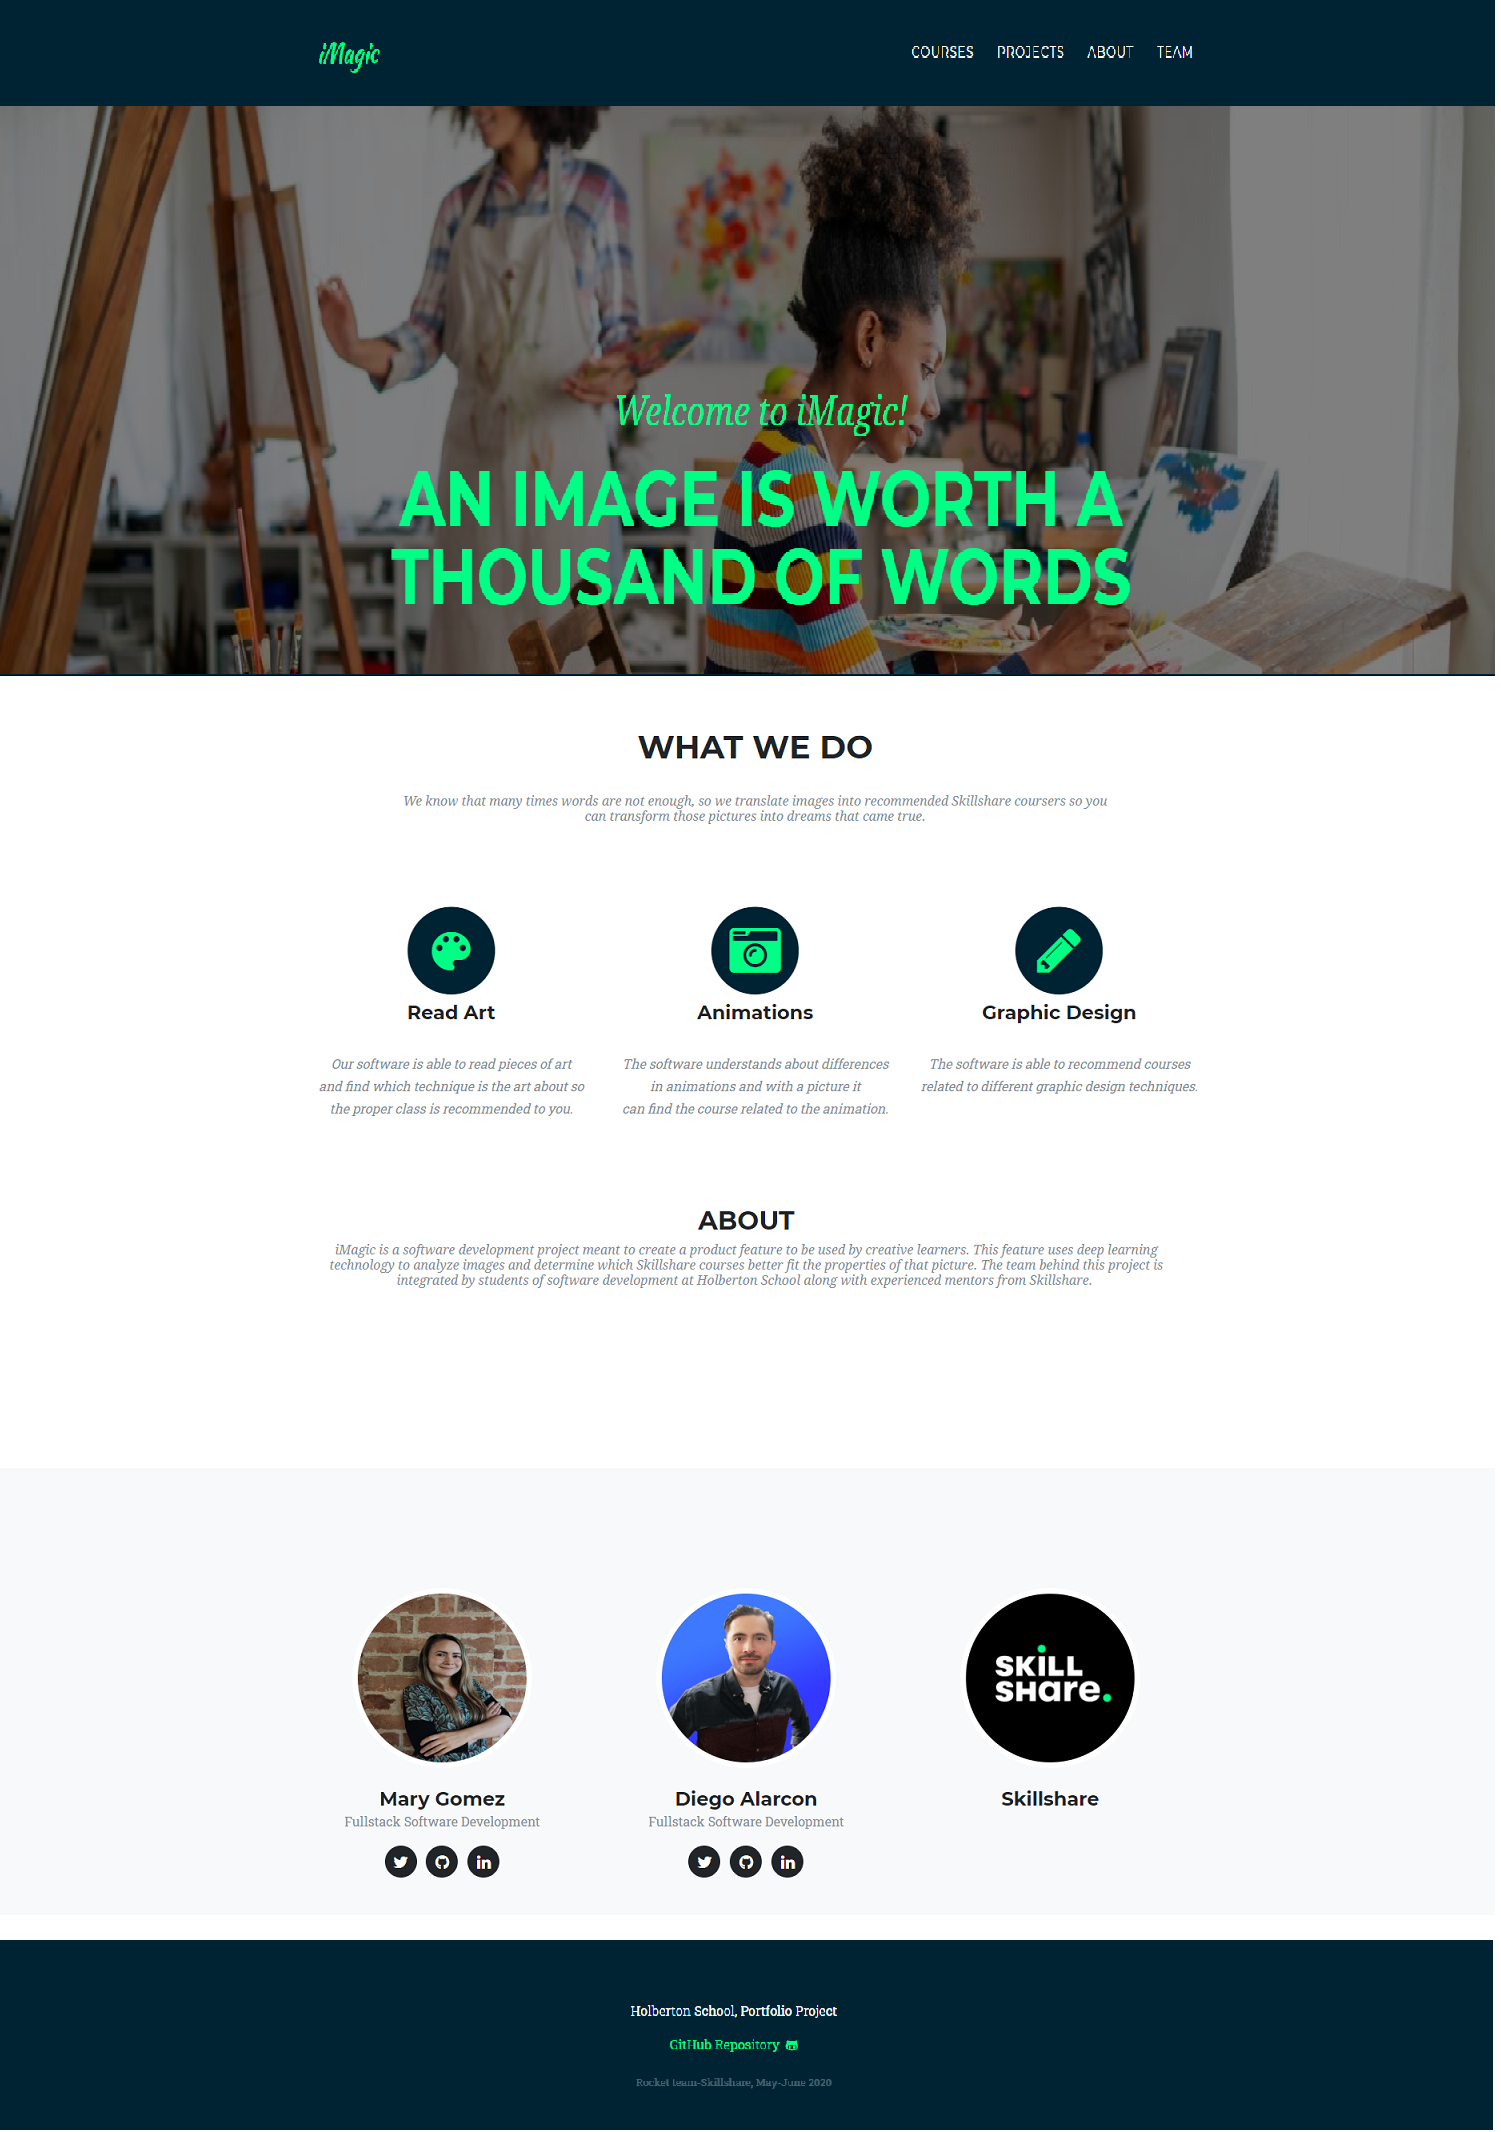 iMagic
COURSES PROJECTS ABOUT TEAM
Welcome to iMagic!
AN IMAGE IS WORTH A
THOUSAND OF WORDS
WHAT WE DO
We know that many times words are not enough, so we translate images into recommended Skillshare coursers so you
can transform those pictures into dreams that came true.
Read Art
Our software is able to read pieces of art
and find which technique is the art about so
the proper class is recommended to you.
Animations
The software understands about differences
in animations and with a picture it
can find the course related to the animation.
Graphic Design
The software is able to recommend courses
related to different graphic design techniques.
ABOUT
iMagic is a software development project meant to create a product feature to be used by creative learners. This feature uses deep learning
technology to analyze images and determine which Skillshare courses better fit the properties of that picture. The team behind this project is
integrated by students of software development at Holberton School along with experienced mentors from Skillshare.
Mary Gomez
Fullstack Software Development
in
Diego Alarcon
Fullstack Software Development
in
SKILL
SHare.
Skillshare
Holberton School, Portfolio Project
GitHub Repository
Rocket team-Skillshare, May-June 2020